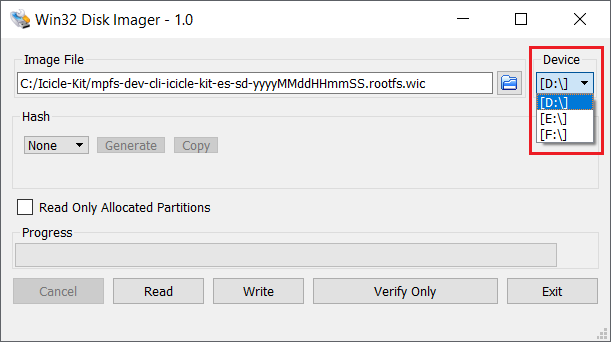 Win32 Disk Imager - 1.0
Image File
Device
C:/Icicle-Kit/mpfs-dev-cli-icicle-kit-es-sd-yyyyMMddHHmmSS.rootfs.wic
[D:\]
[D:\]
[E:\]
[F:\]
Hash
None
Generate
Copy
Read Only Allocated Partitions
Progress
Cancel
Read
Write
Verify Only
Exit